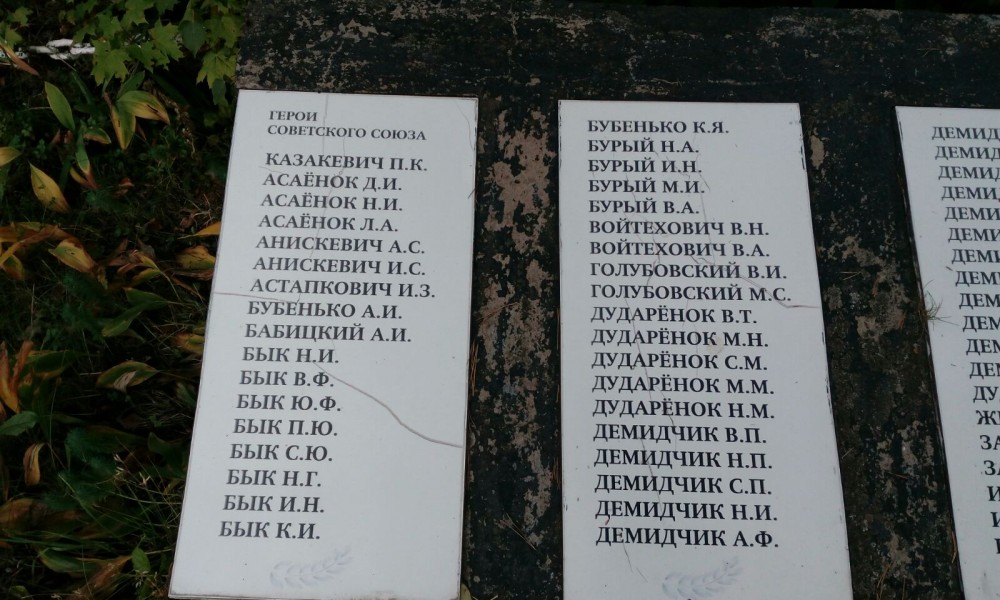 ГЕРОИ
СОВЕТСКОГО СОЮЗА
КАЗАКЕВИЧ П.К.
АСАЁНОК Д.И.
АСАЁНОК Н.И.
АСАЁНОК Л.А.
АНИСКЕВИЧ А.С.
АНИСКЕВИЧ И.С.
АСТАПКОВИЧ И.З.
БУБЕНЬКО А.И.
БАБИЦКИЙ А.И.
БЫК Н.И.
БЫК В.Ф.
БЫК Ю.Ф.
БЫК П.Ю.
БЫК С.Ю.
БЫК Н.Г.
БЫК И.Н.
БЫК К.И.
БУБЕНЬКО К.Я.
БУРЫЙ Н.А.
БУРЫЙ И.Н.
БУРЫЙ М.И.
БУРЫЙ В.А.
ВОЙТЕХОВИЧ В.Н.
ВОЙТЕХОВИЧ В.А.
ГОЛУБОВСКИЙ В.И.
ГОЛУБОВСКИЙ М.С.
ДУДАРЁНОК В.Т.
ДУДАРЁНОК М.Н.
ДУДАРЁНОК С.М.
ДУДАРЁНОК М.М.
ДУДАРЁНОК Н.М.
ДЕМИДЧИК В.П.
ДЕМИДЧИК Н.П.
ДЕМИДЧИК С.П.
ДЕМИДЧИК Н.И.
ДЕМИДЧИК А.Ф.